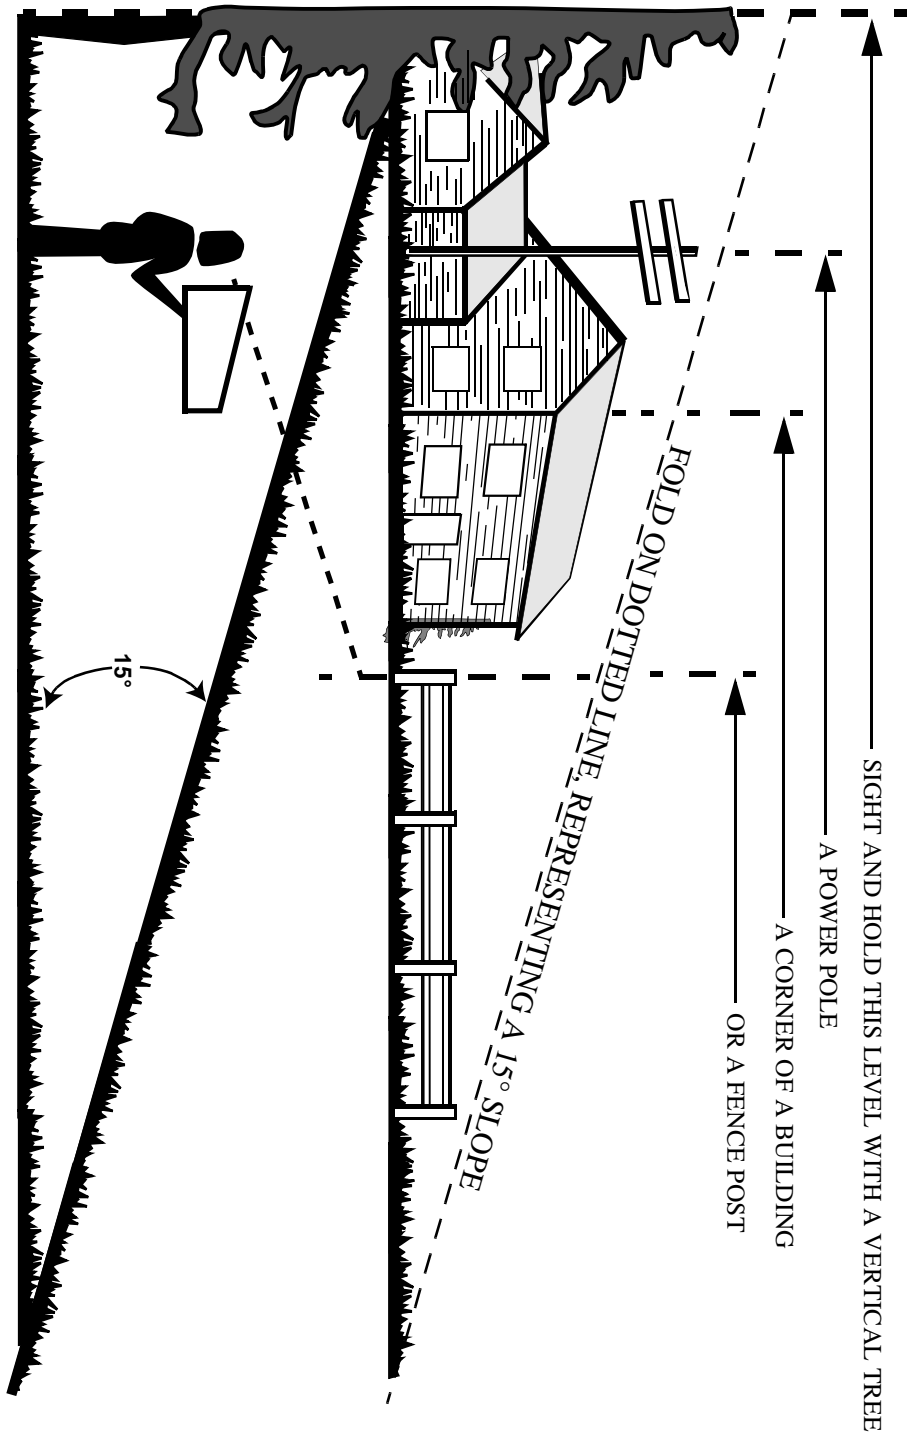 SIGHT AND HOLD THIS LEVEL WITH A VERTICAL TREE
A POWER POLE
A CORNER OF A BUILDING
OR A FENCE POST
FOLD ON DOTTED LINE, REPRESENTING A 15° SLOPE
15°